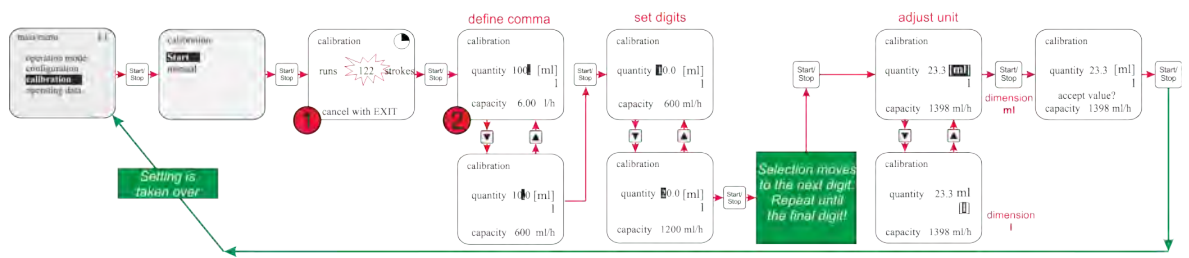 define comma
set digits
adjust unit
main menu
operation mode
configuration
calibration
operating data
Start/
Stop
calibration
Start
manual
Start/
Stop
calibration
runs 122 strokes
cancel with EXIT
1
Start/
Stop
calibration
quantity 100 [ml]
l
capacity 6.00 l/h
2
calibration
quantity 10.0 [ml]
l
capacity 600 ml/h
Start/
Stop
calibration
quantity 10.0 [ml]
l
capacity 600 ml/h
calibration
quantity 20.0 [ml]
l
capacity 1200 ml/h
Start/
Stop
Selection moves
to the next digit.
Repeat until
the final digit!
Start/
Stop
calibration
quantity 23.3 [ml]
l
capacity 1398 ml/h
calibration
quantity 23.3 ml
[l]
capacity 1398 ml/h
Start/
Stop
dimension
ml
dimension
l
calibration
quantity 23.3 [ml]
l
accept value?
capacity 1398 ml/h
Start/
Stop
Setting is
taken over.